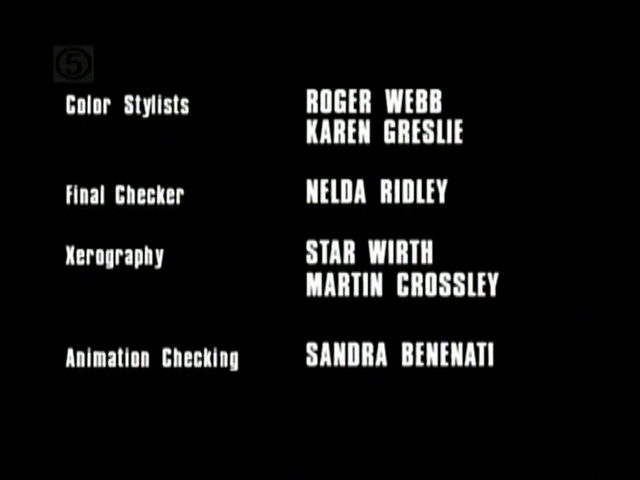 5
Color Stylists ROGER WEBB
KAREN GRESLIE
Final Checker NELDA RIDLEY
Xerography STAR WIRTH
MARTIN CROSSLEY
Animation Checking SANDRA BENENATI